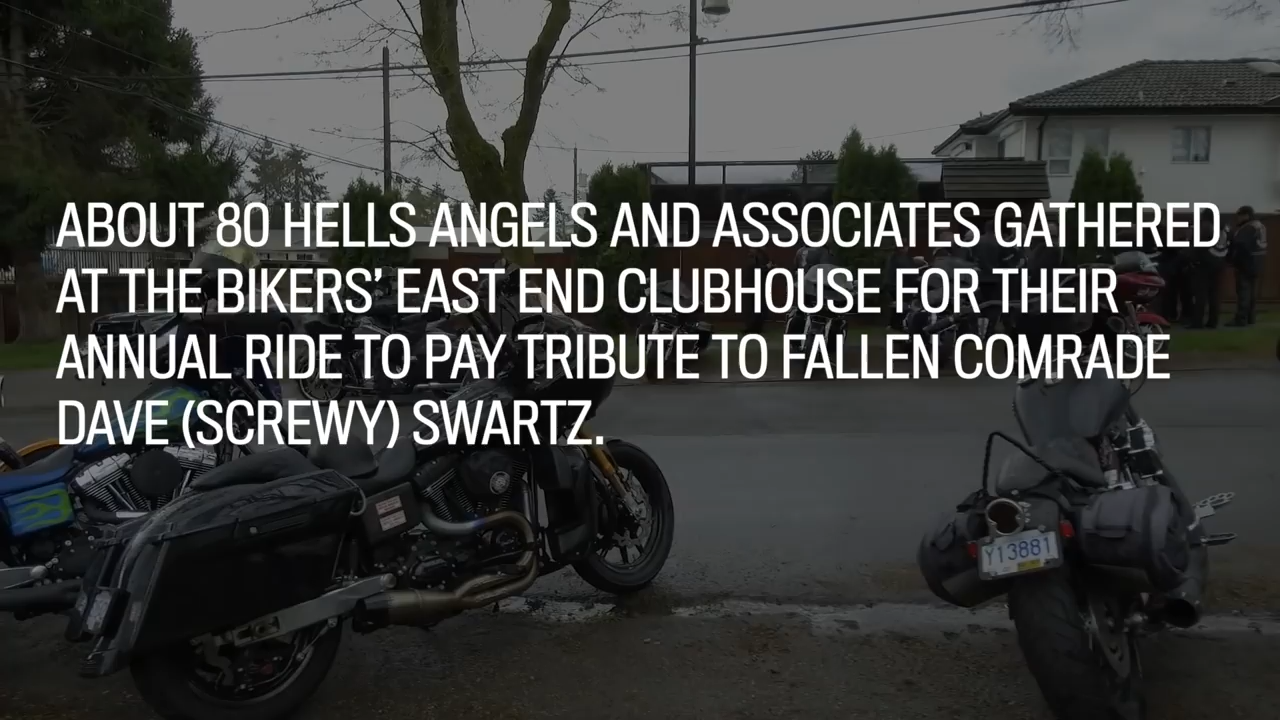 ABOUT 80 HELLS ANGELS AND ASSOCIATES GATHERED
AT THE BIKERS’ EAST END CLUBHOUSE FOR THEIR
ANNUAL RIDE TO PAY TRIBUTE TO FALLEN COMRADE
DAVE (SCREWY) SWARTZ.
Y13881